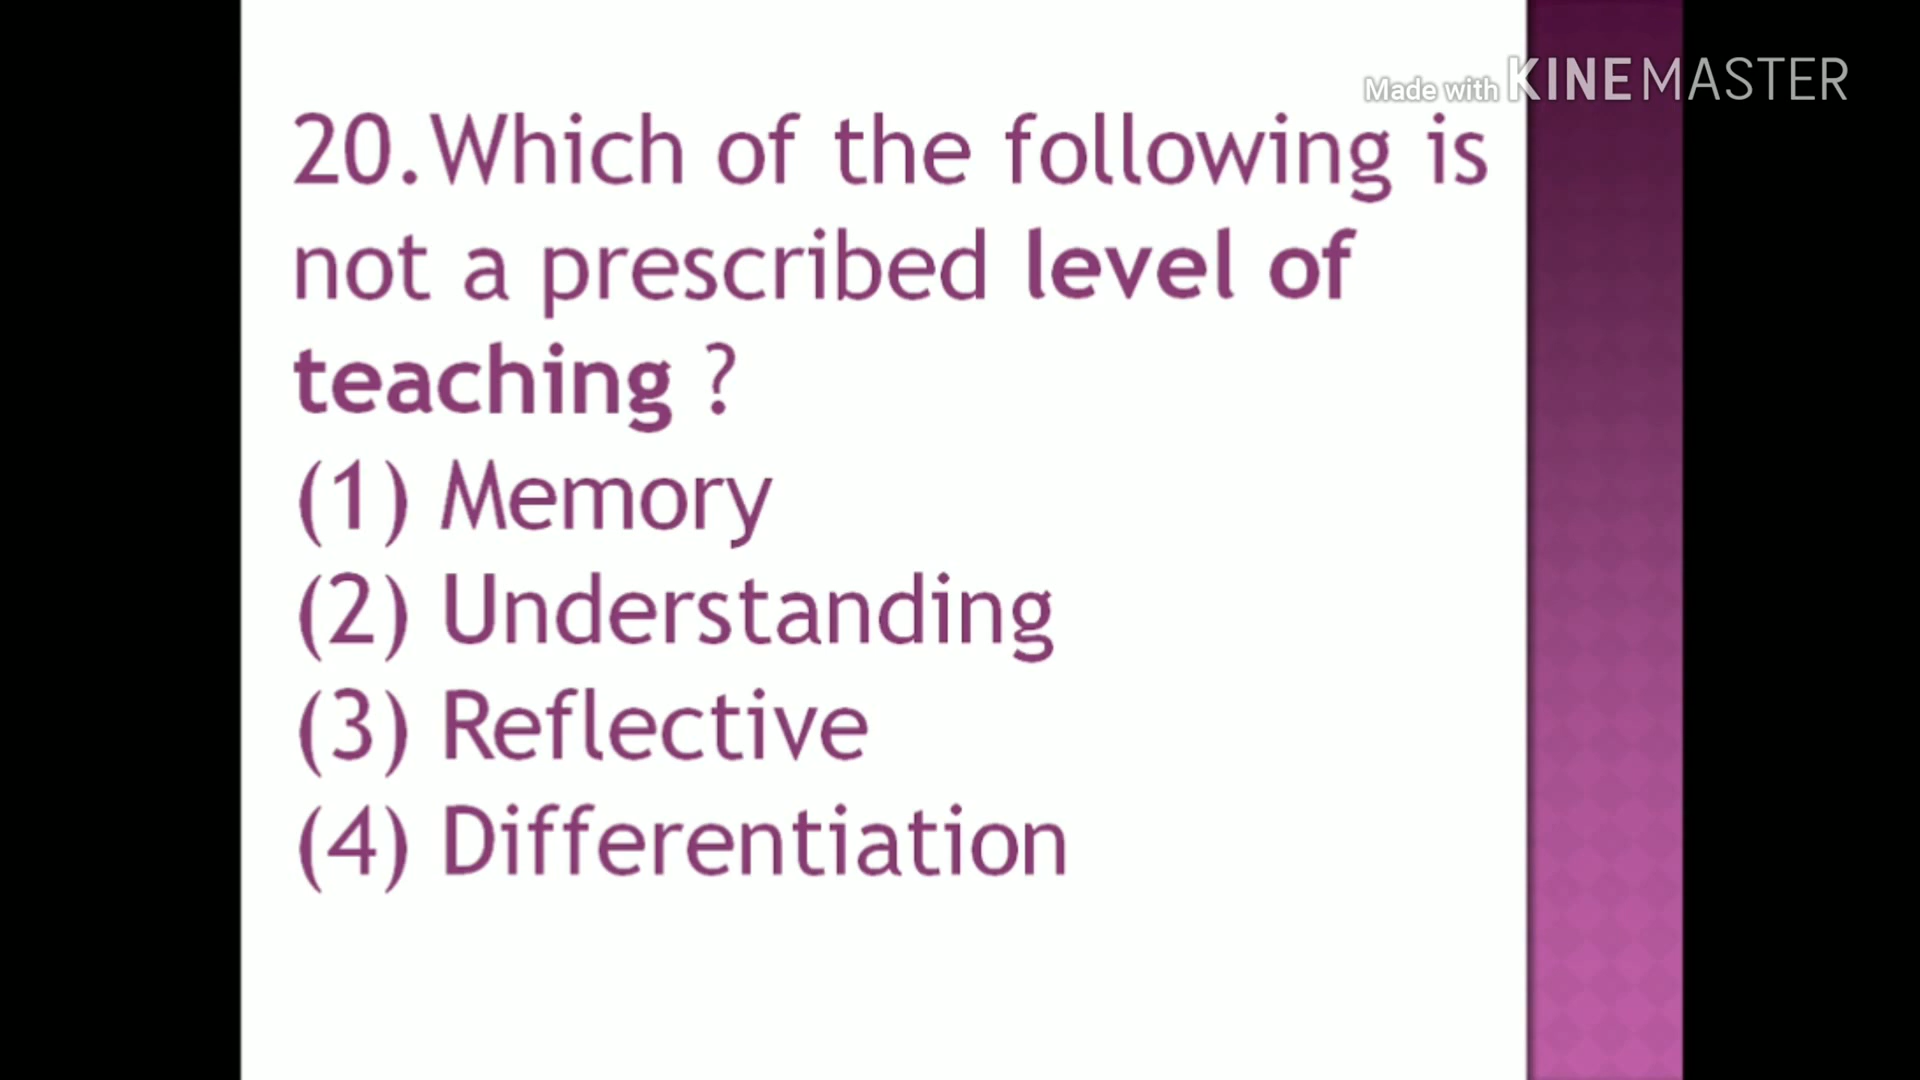 Made with KINEMASTER
20.Which of the following is
not a prescribed level of
teaching ?
(1) Memory
(2) Understanding
(3) Reflective
(4) Differentiation